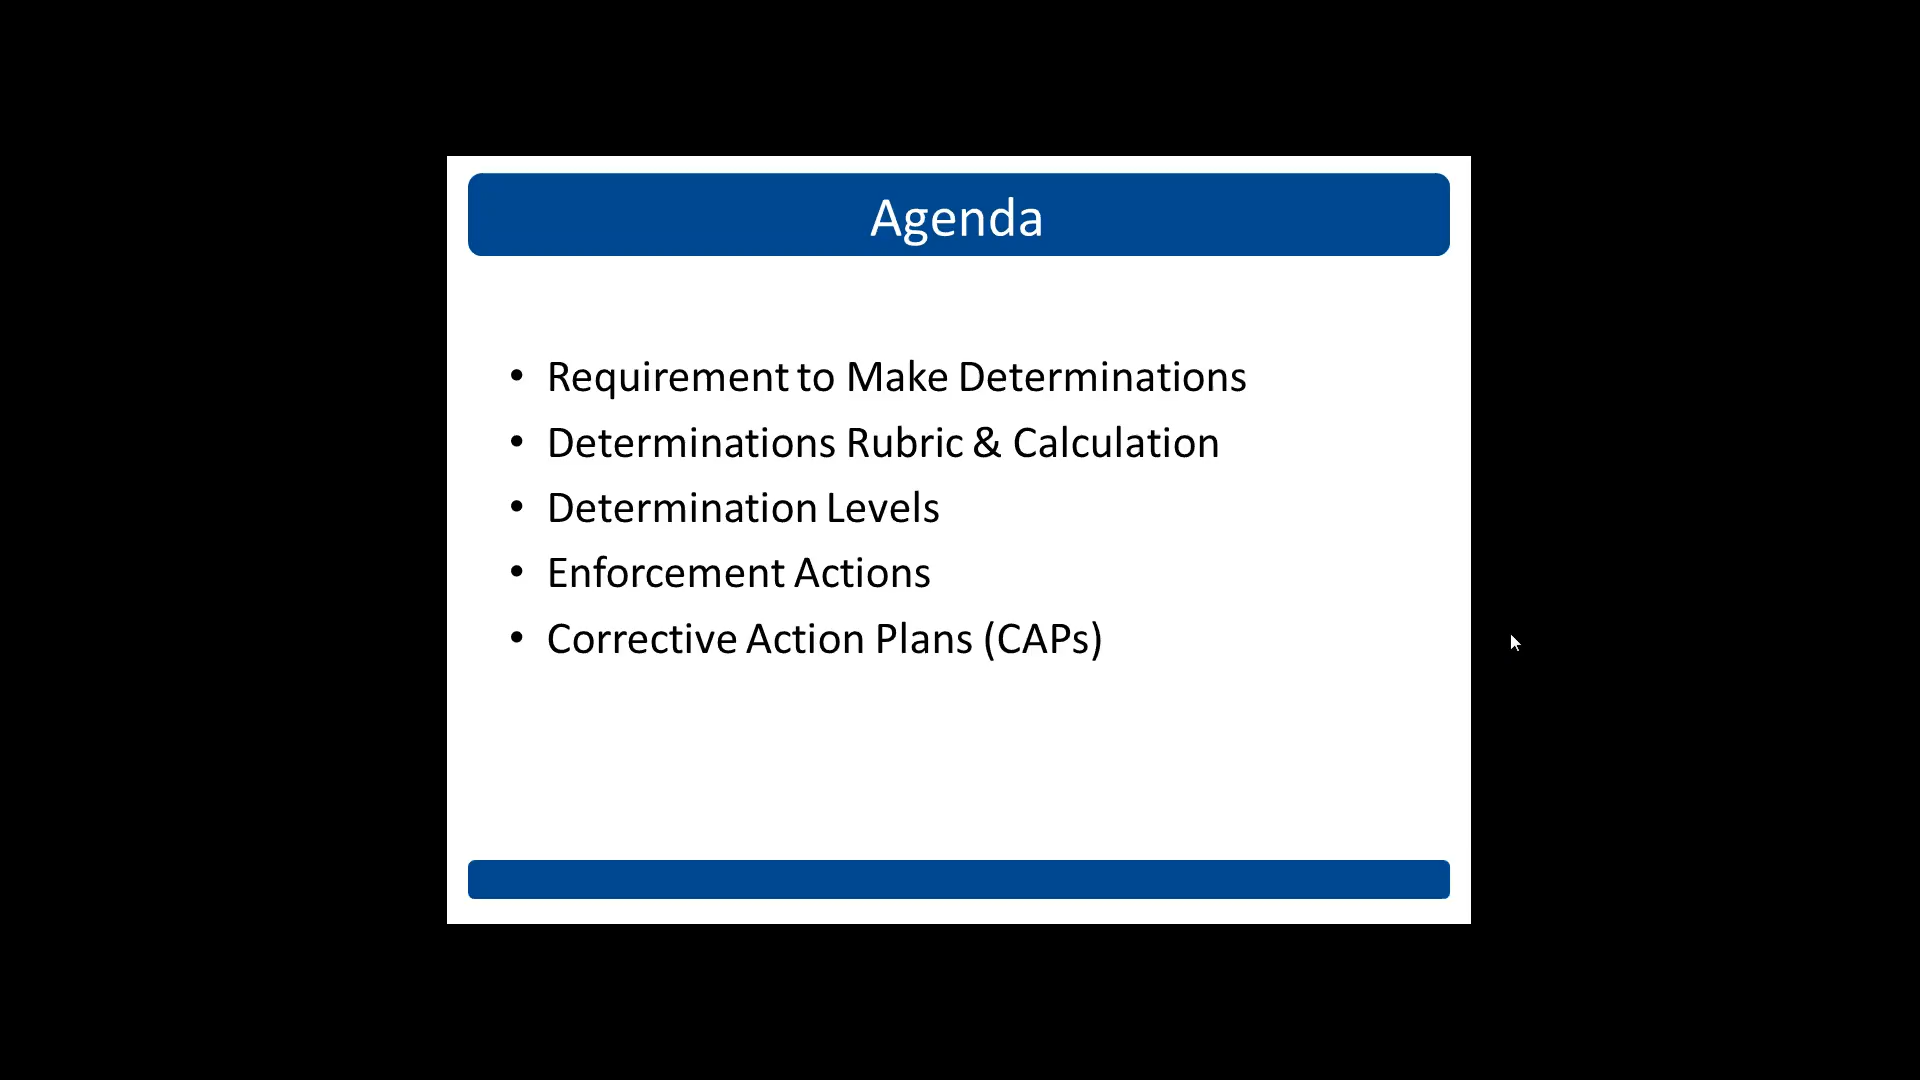 Agenda
• Requirement to Make Determinations
• Determinations Rubric & Calculation
• Determination Levels
• Enforcement Actions
• Corrective Action Plans (CAPs)